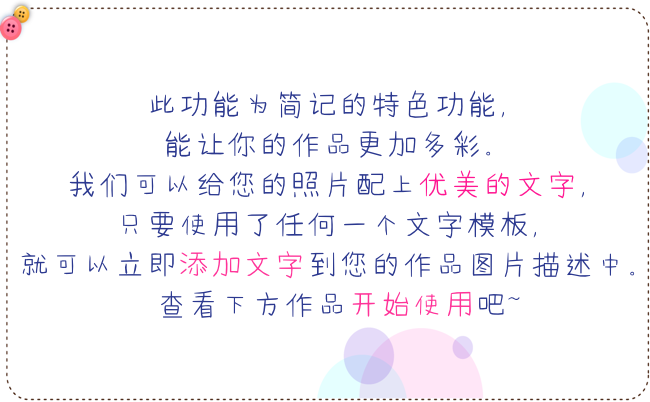 此功能为简记的特色功能,
能让你的作品更加多彩。
我们可以给您的照片配上优美的文字,
只要使用了任何一个文字模板,
就可以立即添加文字到您的作品图片描述中。
查看下方作品开始使用吧~